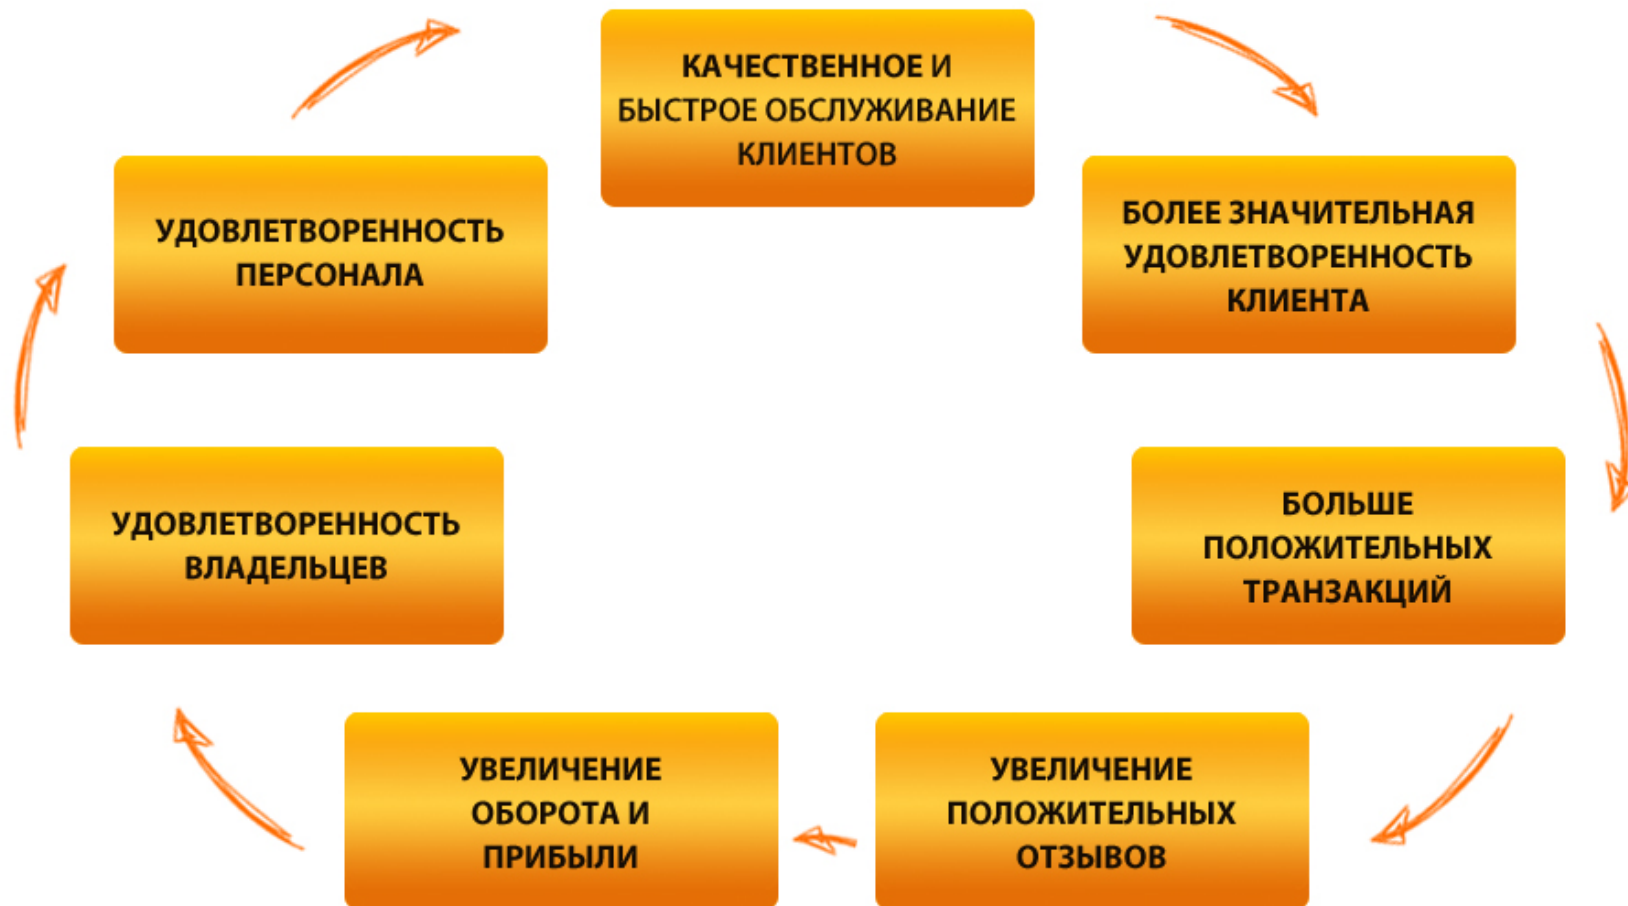 КАЧЕСТВЕННОЕ И
БЫСТРОЕ ОБСЛУЖИВАНИЕ
КЛИЕНТОВ
БОЛЕЕ ЗНАЧИТЕЛЬНАЯ
УДОВЛЕТВОРЕННОСТЬ
КЛИЕНТА
БОЛЬШЕ
ПОЛОЖИТЕЛЬНЫХ
ТРАНЗАКЦИЙ
УВЕЛИЧЕНИЕ
ПОЛОЖИТЕЛЬНЫХ
ОТЗЫВОВ
УВЕЛИЧЕНИЕ
ОБОРОТА И
ПРИБЫЛИ
УДОВЛЕТВОРЕННОСТЬ
ВЛАДЕЛЬЦЕВ
УДОВЛЕТВОРЕННОСТЬ
ПЕРСОНАЛА